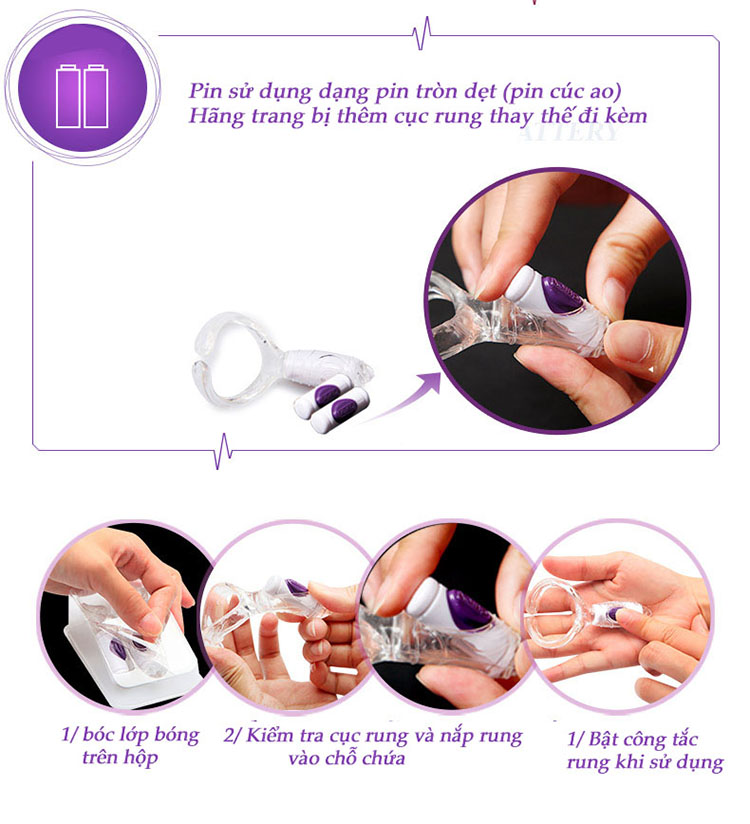 Pin sử dụng dạng pin tròn dẹt (pin cúc ao)
Hãng trang bị thêm cục rung thay thế đi kèm
ATTERY
1/ bóc lớp bóng
trên hộp
2/ Kiểm tra cục rung và nắp rung
vào chỗ chứa
1/ Bật công tắc
rung khi sử dụng